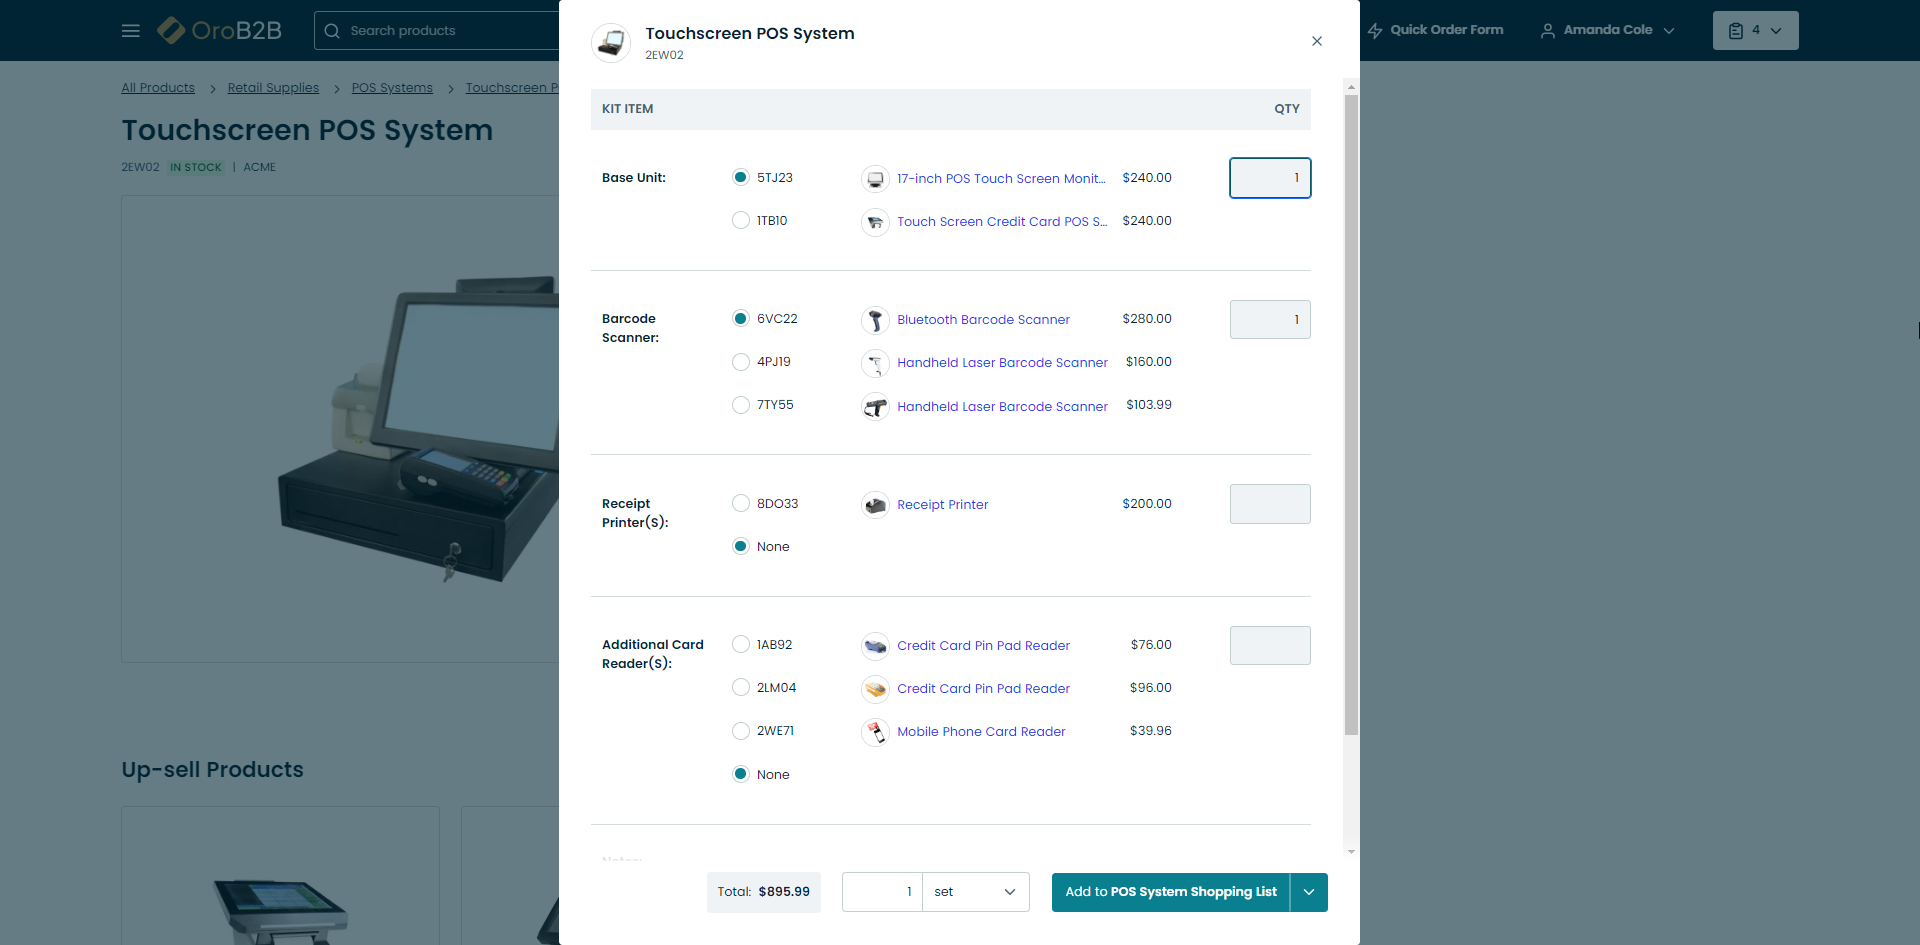 OroB2B
Search products
Quick Order Form
Amanda Cole
4
All Products > Retail Supplies > POS Systems > Touchscreen P
Touchscreen POS System
2EW02 IN STOCK | ACME
Up-sell Products
Touchscreen POS System
2EW02
KIT ITEM QTY
Base Unit: 5TJ23 17-inch POS Touch Screen Monit... $240.00 1
1TB10 Touch Screen Credit Card POS S... $240.00
Barcode 6VC22 Bluetooth Barcode Scanner $280.00 1
Scanner:
4PJ19 Handheld Laser Barcode Scanner $160.00
7TY55 Handheld Laser Barcode Scanner $103.99
Receipt 8DO33 Receipt Printer $200.00
Printer(S):
None
Additional Card 1AB92 Credit Card Pin Pad Reader $76.00
Reader(S):
2LM04 Credit Card Pin Pad Reader $96.00
2WE71 Mobile Phone Card Reader $39.96
None
Notes:
Total: $895.99 1 set Add to POS System Shopping List